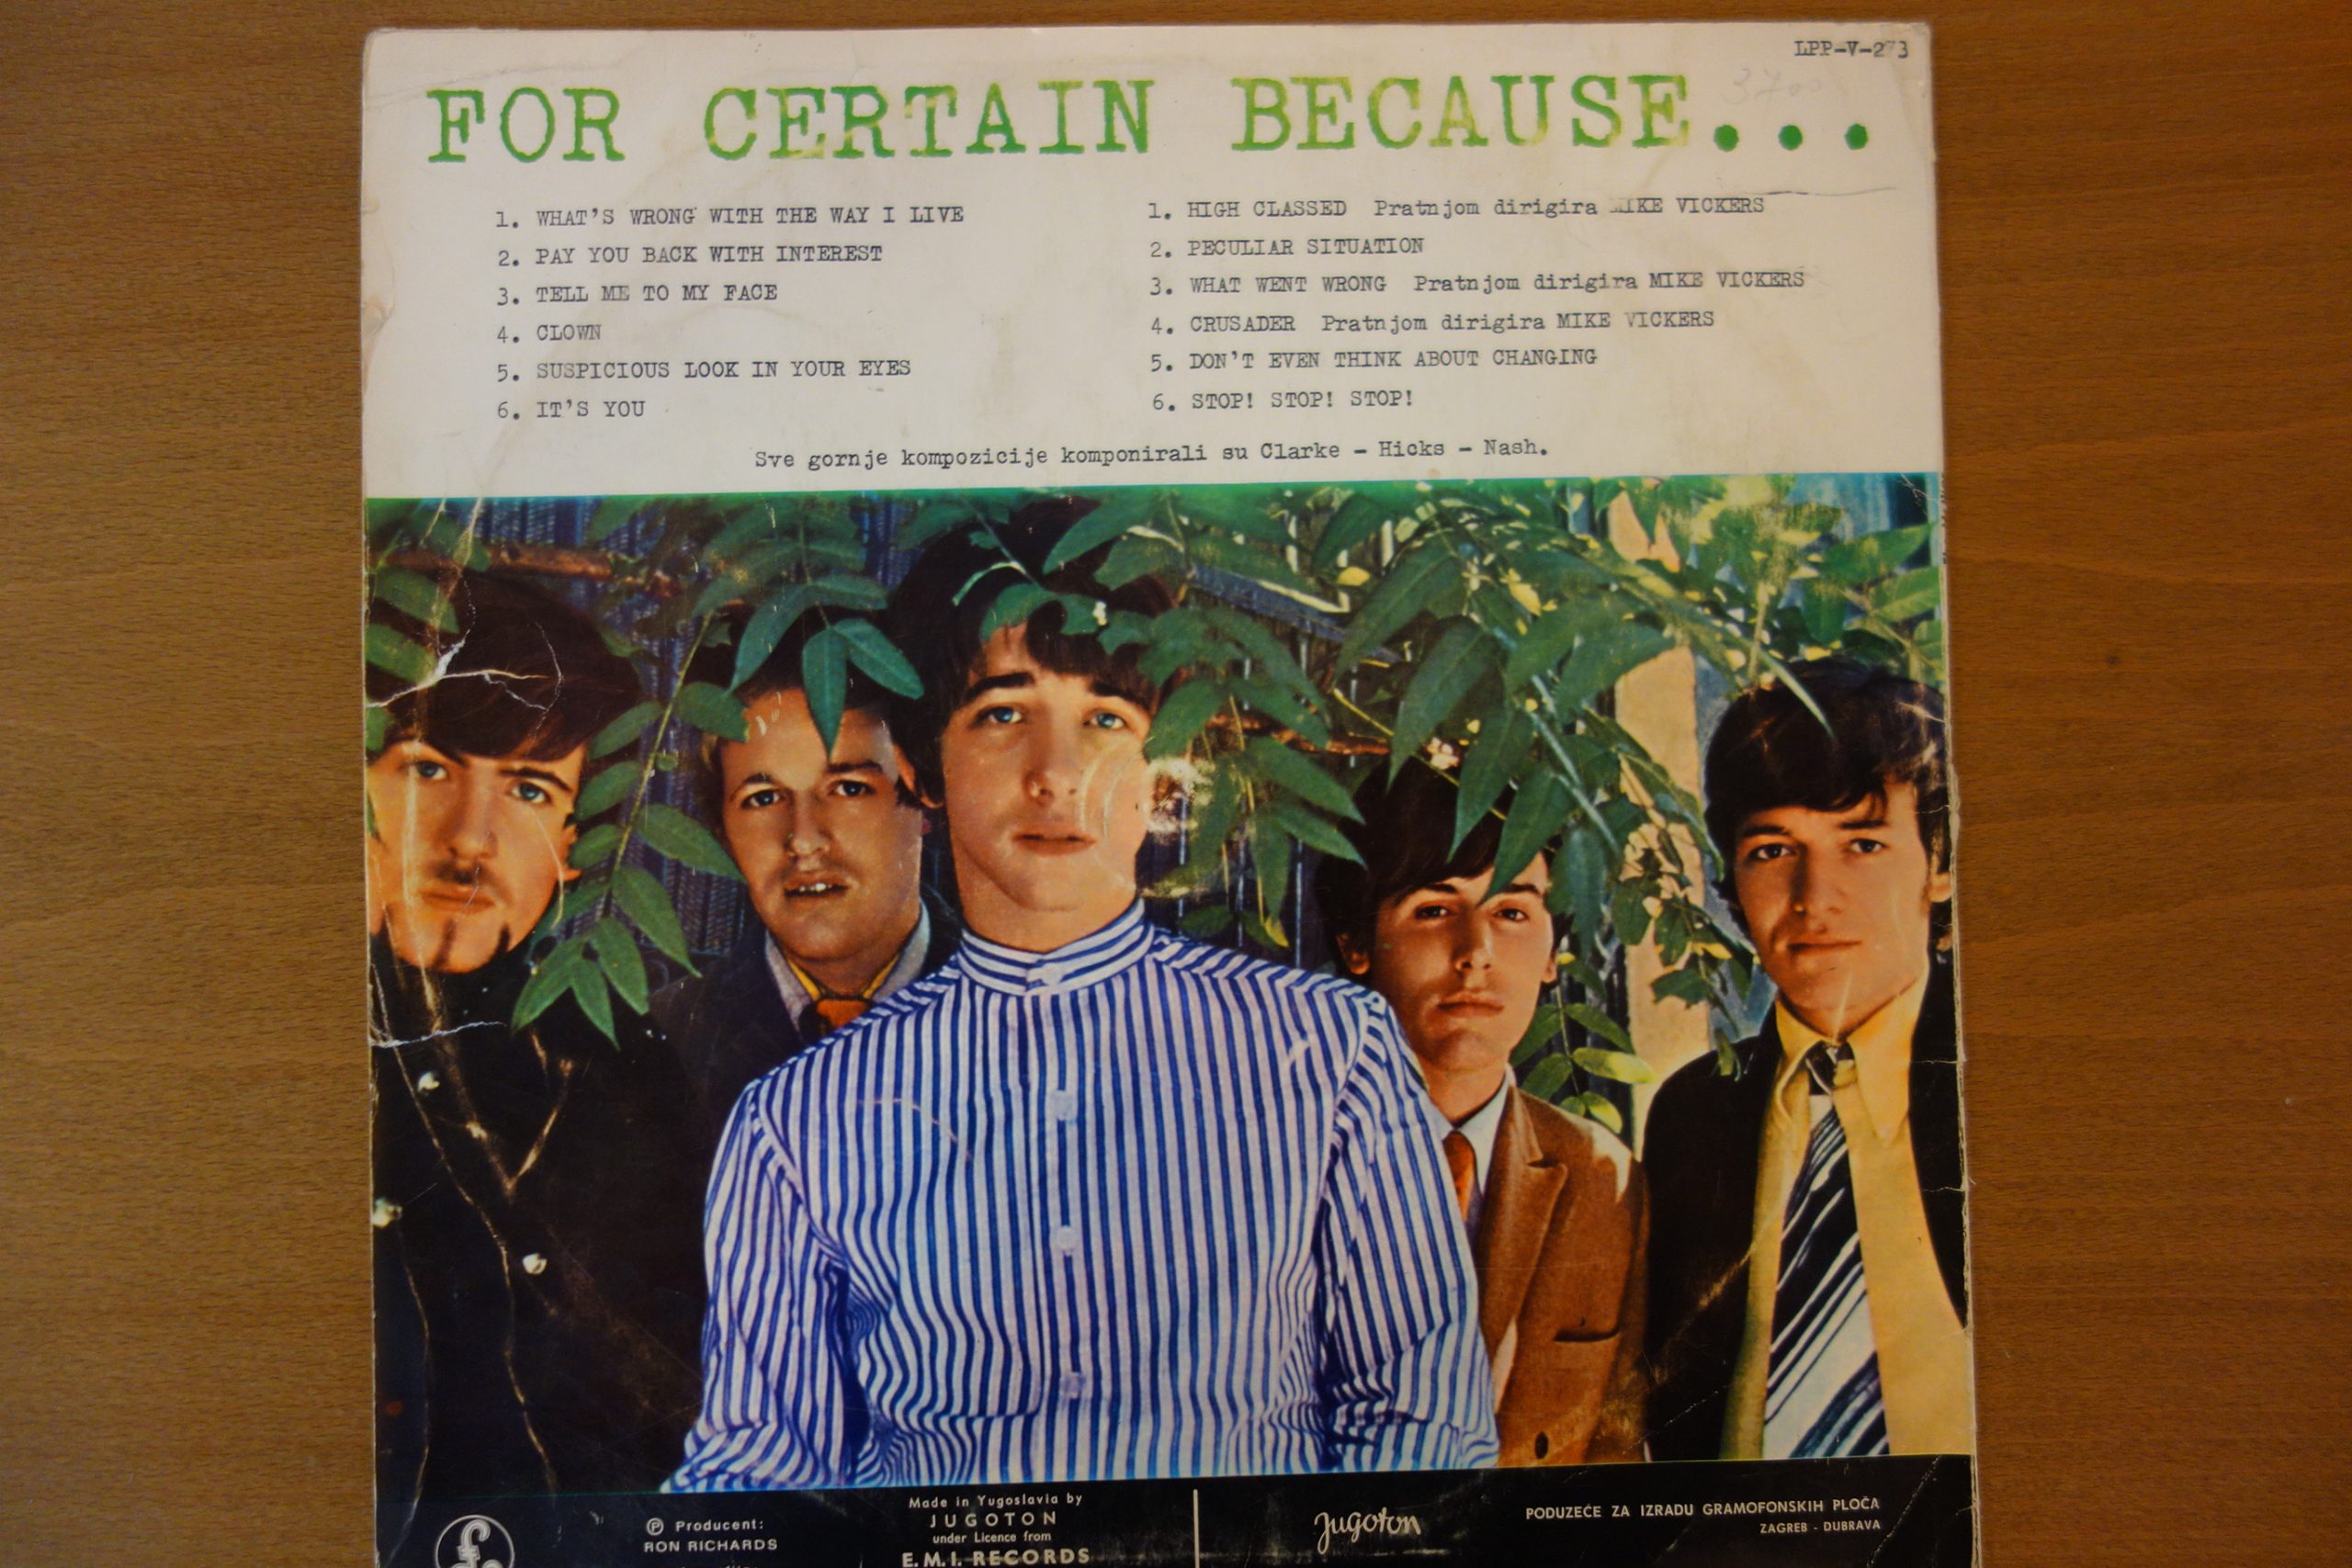 LPP-V-273
FOR CERTAIN BECAUSE...
1. WHAT'S WRONG WITH THE WAY I LIVE
2. PAY YOU BACK WITH INTEREST
3. TELL ME TO MY FACE
4. CLOWN
5. SUSPICIOUS LOOK IN YOUR EYES
6. IT'S YOU
1. HIGH CLASSED Pratnjom dirigira MIKE VICKERS
2. PECULIAR SITUATION
3. WHAT WENT WRONG Pratnjom dirigira MIKE VICKERS
4. CRUSADER Pratnjom dirigira MIKE VICKERS
5. DON'T EVEN THINK ABOUT CHANGING
6. STOP! STOP! STOP!
Sve gornje kompozicije komponirali su Clarke - Hicks - Nash.
£
℗ Producent:
RON RICHARDS
Made in Yugoslavia by
JUGOTON
under Licence from
E.M.I. RECORDS
Jugoton
PODUZEĆE ZA IZRADU GRAMOFONSKIH PLOČA
ZAGREB - DUBRAVA